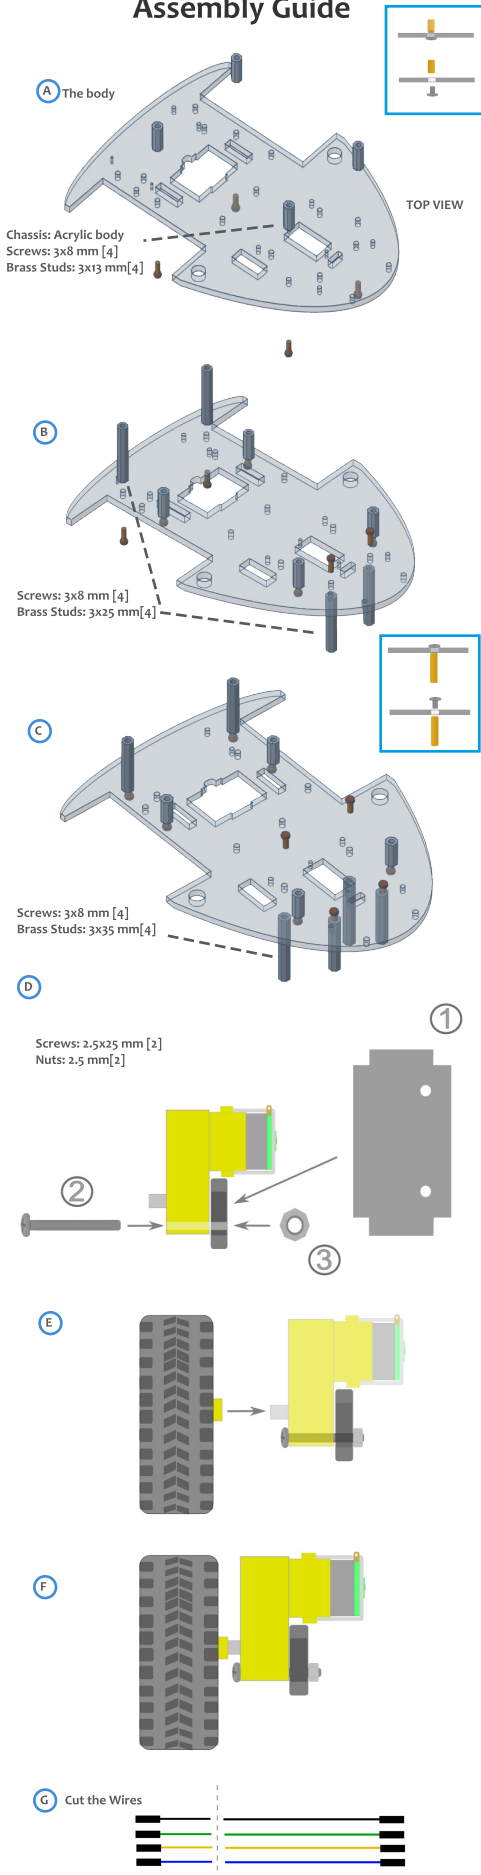 Assembly Guide
A The body
TOP VIEW
Chassis: Acrylic body
Screws: 3x8 mm [4]
Brass Studs: 3x13 mm[4]
B
Screws: 3x8 mm [4]
Brass Studs: 3x25 mm[4]
C
Screws: 3x8 mm [4]
Brass Studs: 3x35 mm[4]
D
1
Screws: 2.5x25 mm [2]
Nuts: 2.5 mm[2]
2
3
E
F
G Cut the Wires